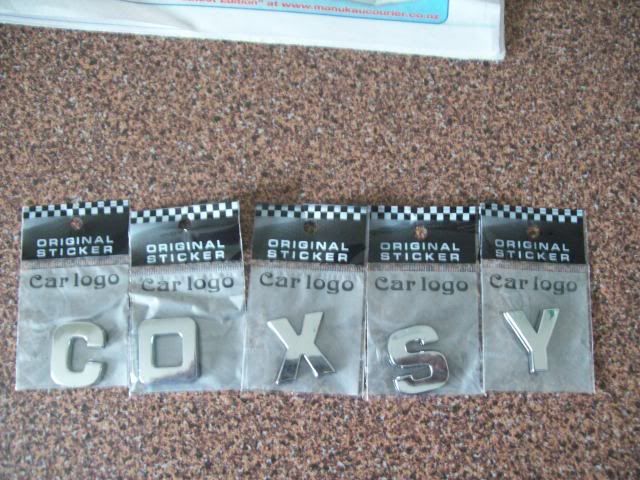 Edition" at www.manukaucourier.co.nz
ORIGINAL STICKER
Car logo
C
ORIGINAL STICKER
Car logo
O
ORIGINAL STICKER
Car logo
X
ORIGINAL STICKER
Car logo
S
ORIGINAL STICKER
Car logo
Y